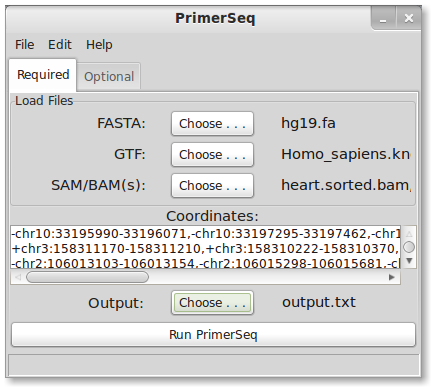 PrimerSeq
File Edit Help
Required Optional
Load Files
FASTA: Choose . . . hg19.fa
GTF: Choose . . . Homo_sapiens.kn
SAM/BAM(s): Choose . . . heart.sorted.bam,
Coordinates:
-chr10:33195990-33196071,-chr10:33197295-33197462,-chr1
+chr3:158311170-158311210,+chr3:158310222-158310370,
-chr2:106013103-106013154,-chr2:106015298-106015681,-ch
Output: Choose . . . output.txt
Run PrimerSeq